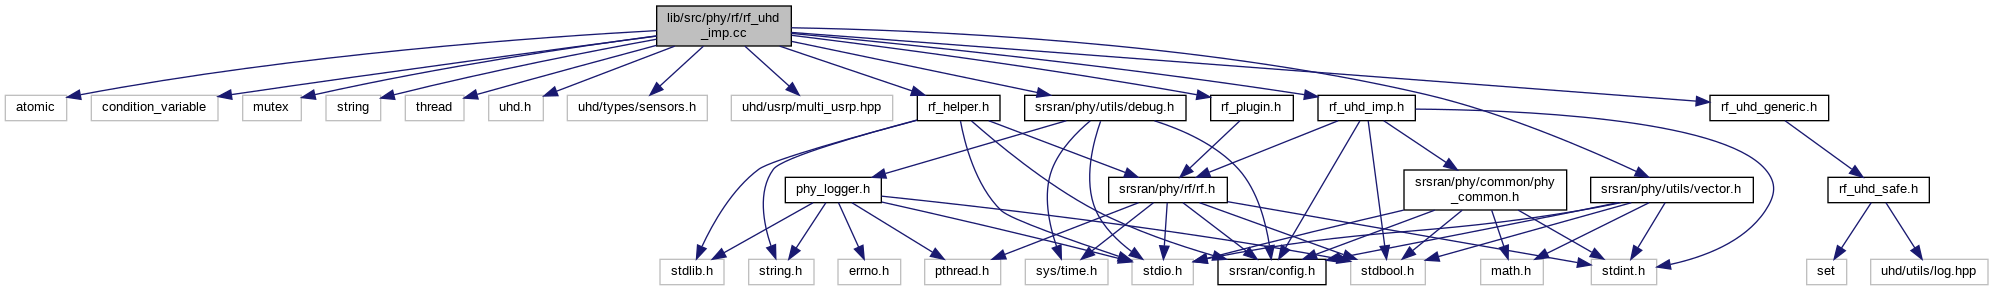 lib/src/phy/rf/rf_uhd
_imp.cc
atomic
condition_variable
mutex
string
thread
uhd.h
uhd/types/sensors.h
uhd/usrp/multi_usrp.hpp
rf_helper.h
srsran/phy/utils/debug.h
rf_plugin.h
rf_uhd_imp.h
rf_uhd_generic.h
phy_logger.h
srsran/phy/rf/rf.h
srsran/phy/common/phy
_common.h
srsran/phy/utils/vector.h
rf_uhd_safe.h
stdlib.h
string.h
errno.h
pthread.h
sys/time.h
stdio.h
srsran/config.h
stdbool.h
math.h
stdint.h
set
uhd/utils/log.hpp